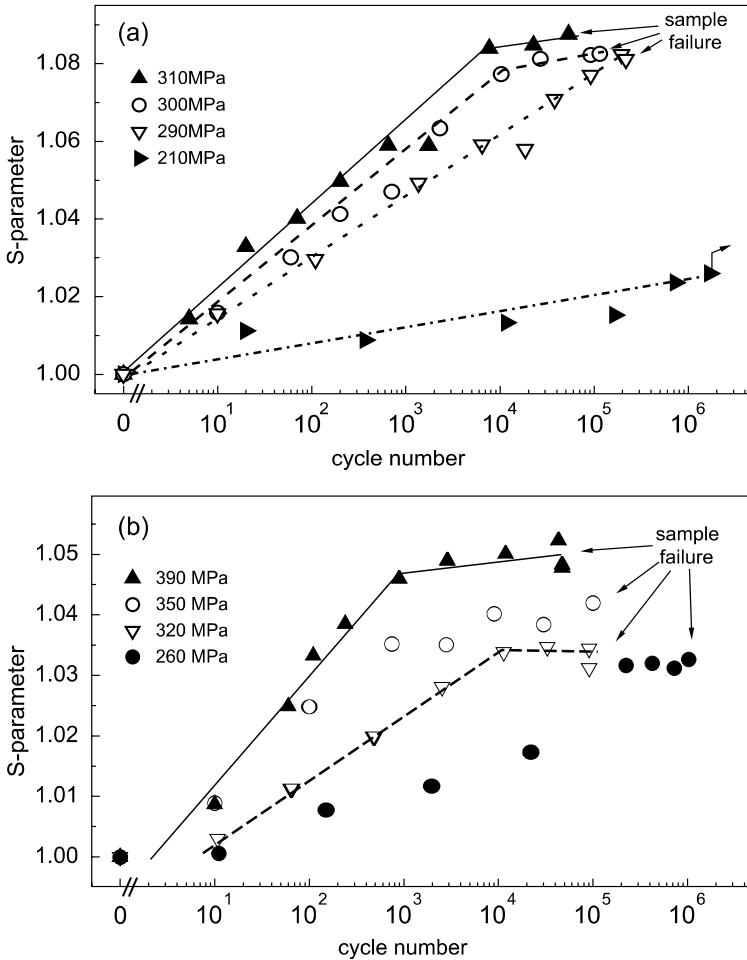 (a)
sample
failure
310MPa
300MPa
290MPa
210MPa
S-parameter
1.08
1.06
1.04
1.02
1.00
0 10^1 10^2 10^3 10^4 10^5 10^6
cycle number
(b)
sample
failure
390 MPa
350 MPa
320 MPa
260 MPa
S-parameter
1.05
1.04
1.03
1.02
1.01
1.00
0 10^1 10^2 10^3 10^4 10^5 10^6
cycle number